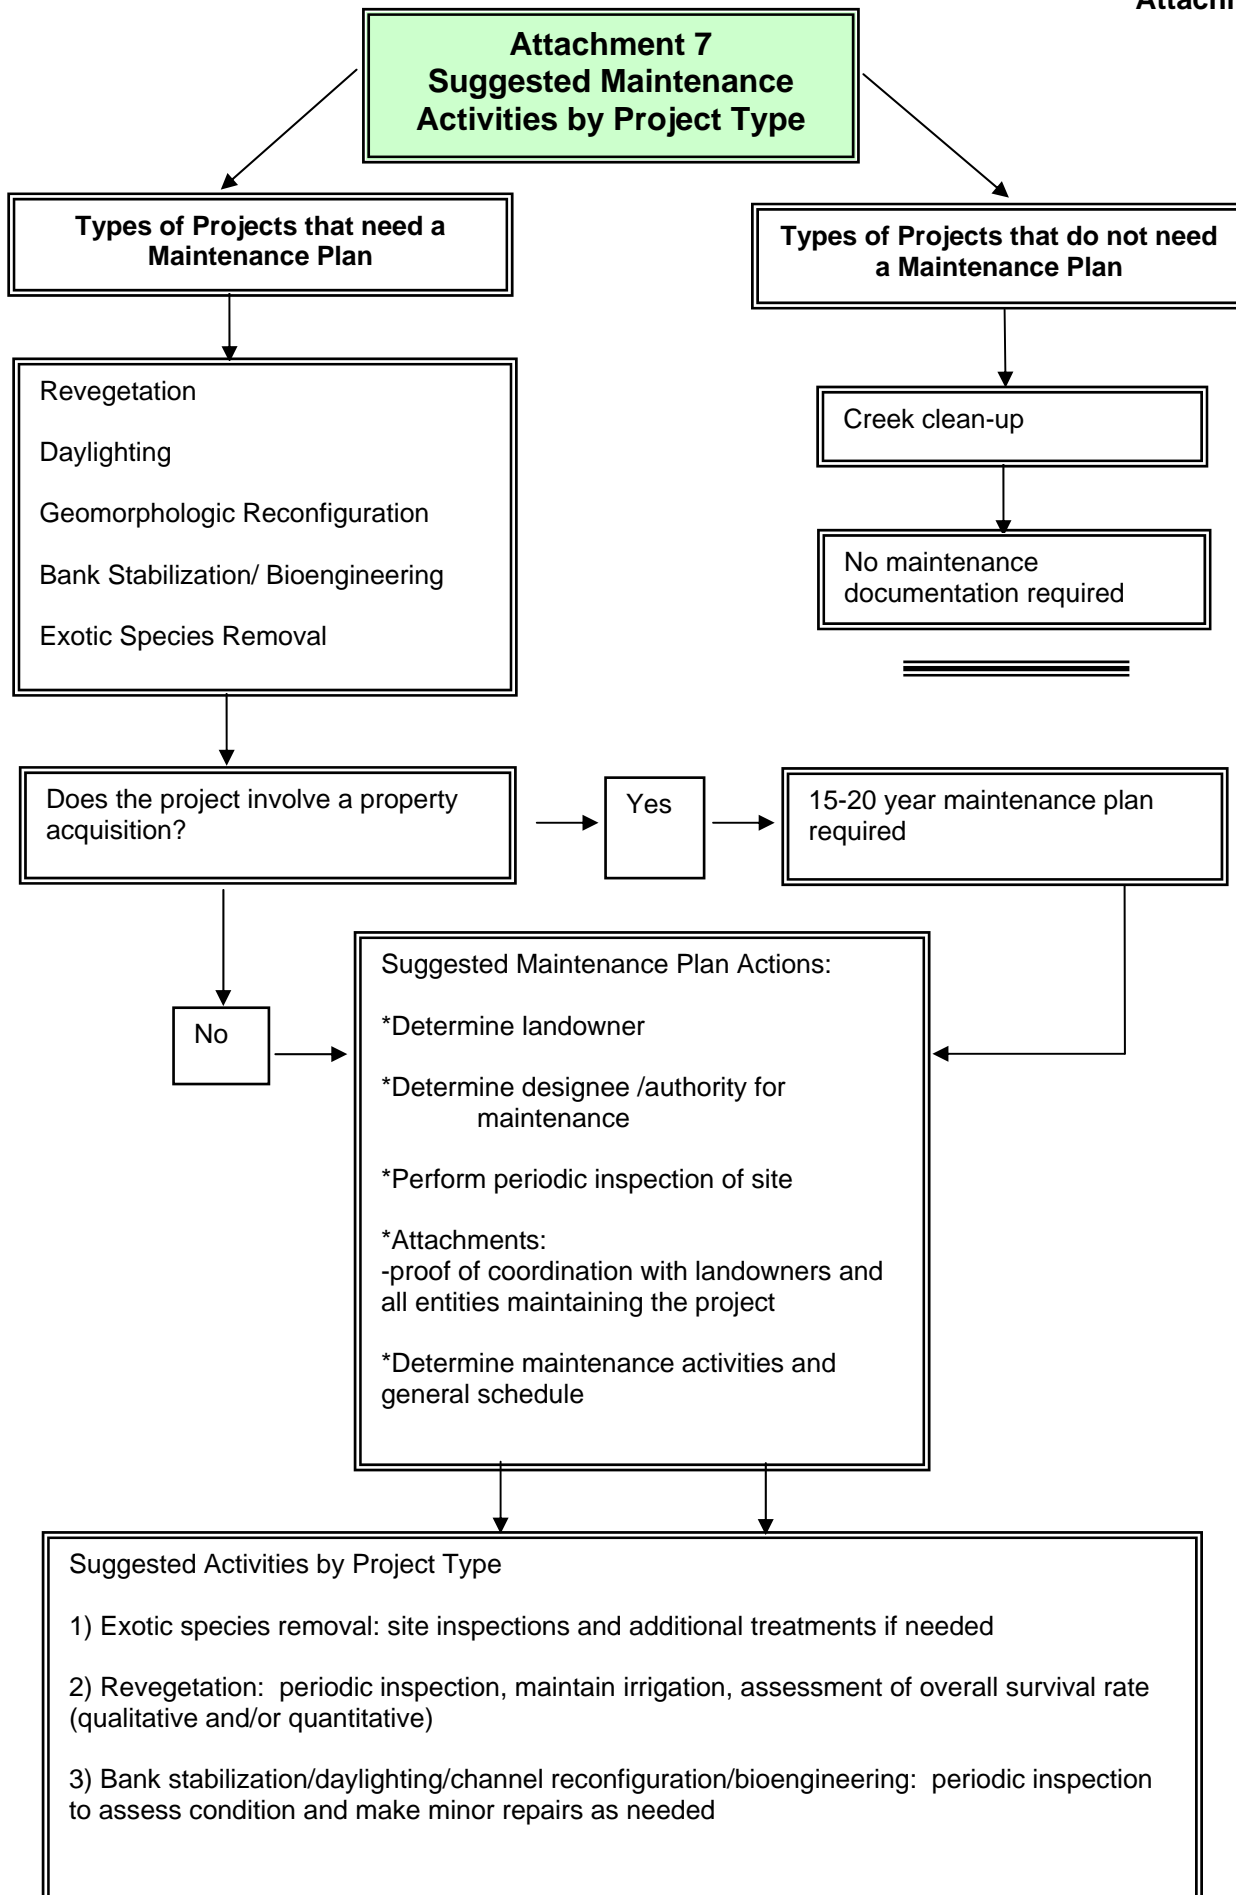 Attachm
Attachment 7
Suggested Maintenance
Activities by Project Type
Types of Projects that need a
Maintenance Plan
Types of Projects that do not need
a Maintenance Plan
Revegetation
Daylighting
Geomorphologic Reconfiguration
Bank Stabilization/ Bioengineering
Exotic Species Removal
Creek clean-up
No maintenance
documentation required
Does the project involve a property
acquisition?
Yes
15-20 year maintenance plan
required
No
Suggested Maintenance Plan Actions:
*Determine landowner
*Determine designee /authority for
maintenance
*Perform periodic inspection of site
*Attachments:
-proof of coordination with landowners and
all entities maintaining the project
*Determine maintenance activities and
general schedule
Suggested Activities by Project Type
1) Exotic species removal: site inspections and additional treatments if needed
2) Revegetation:  periodic inspection, maintain irrigation, assessment of overall survival rate
(qualitative and/or quantitative)
3) Bank stabilization/daylighting/channel reconfiguration/bioengineering:  periodic inspection
to assess condition and make minor repairs as needed